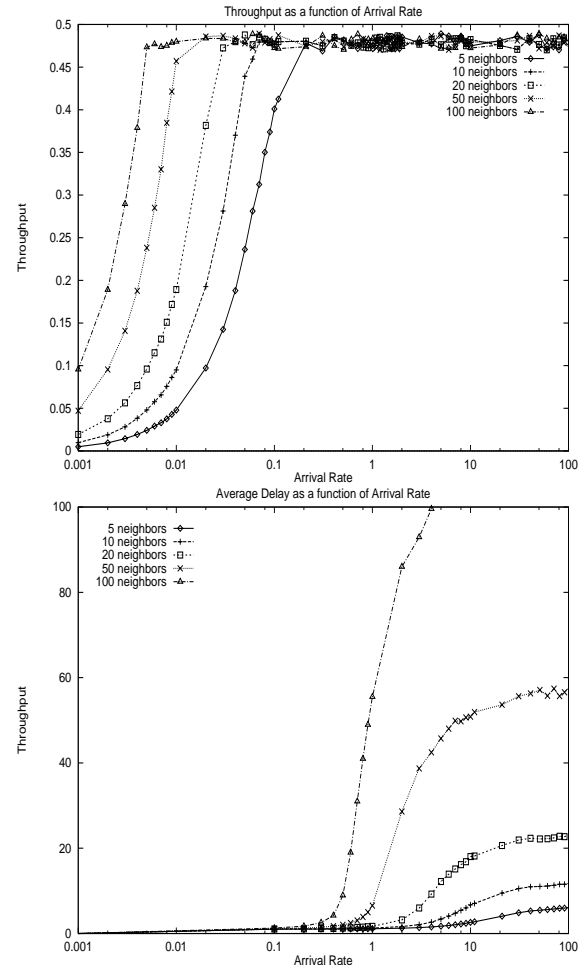 Throughput as a function of Arrival Rate
0.5
0.45
0.4
0.35
0.3
0.25
0.2
0.15
0.1
0.05
0
Throughput
5 neighbors
10 neighbors
20 neighbors
50 neighbors
100 neighbors
0.001
0.01
0.1
1
10
100
Arrival Rate
Average Delay as a function of Arrival Rate
100
80
60
40
20
0
Throughput
5 neighbors
10 neighbors
20 neighbors
50 neighbors
100 neighbors
0.001
0.01
0.1
1
10
100
Arrival Rate